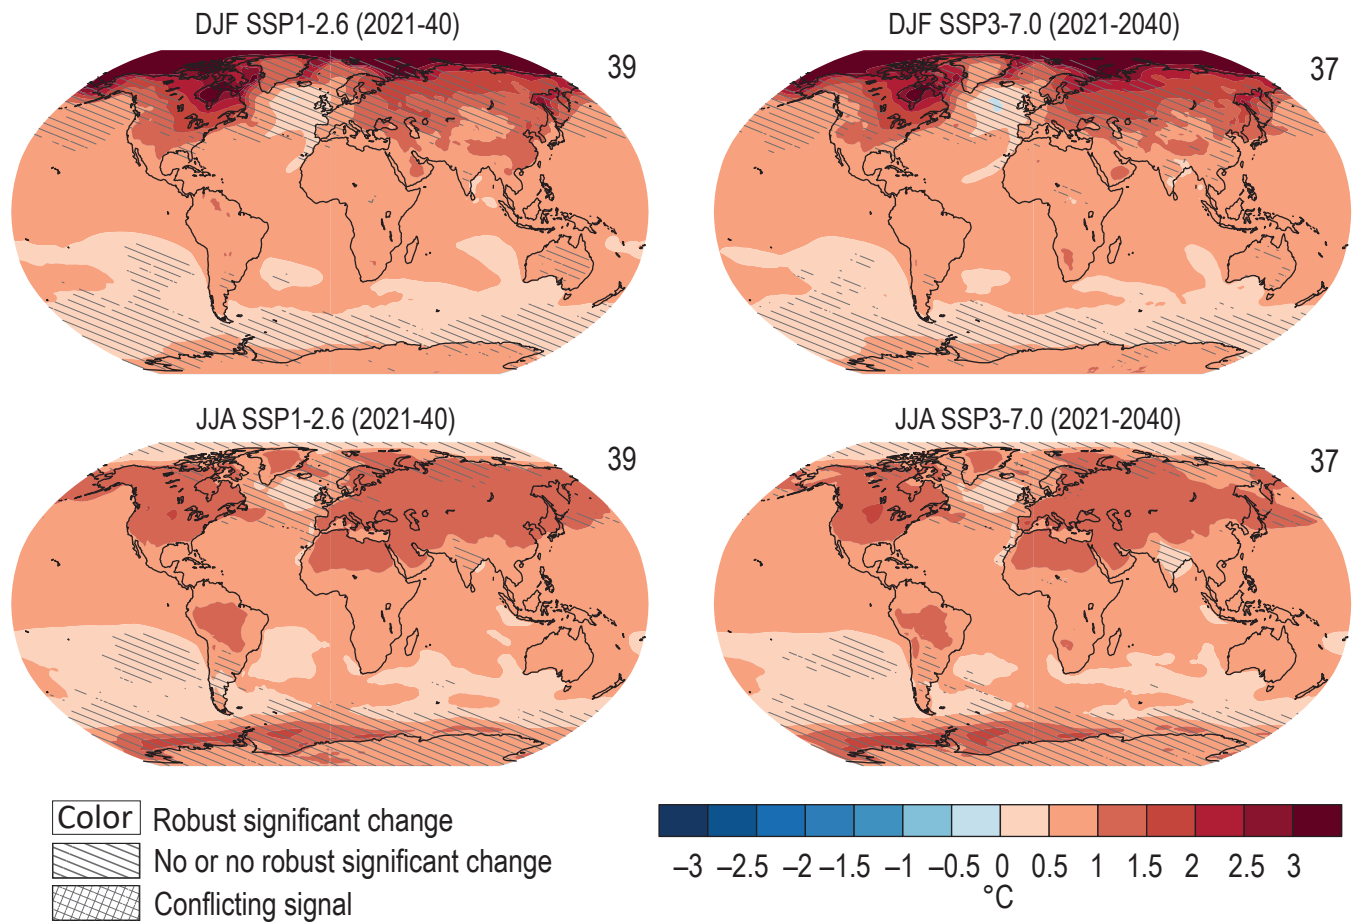 DJF SSP1-2.6 (2021-40)
39
DJF SSP3-7.0 (2021-2040)
37
JJA SSP1-2.6 (2021-40)
39
JJA SSP3-7.0 (2021-2040)
37
Color Robust significant change
No or no robust significant change
Conflicting signal
–3 –2.5 –2 –1.5 –1 –0.5 0 0.5 1 1.5 2 2.5 3
°C